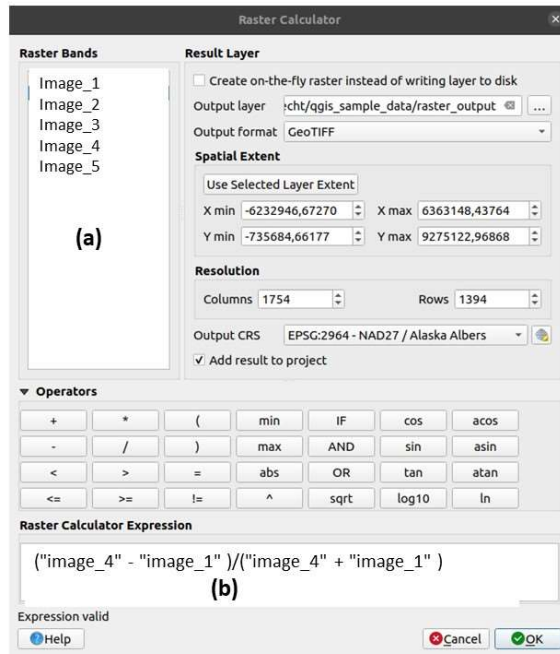 Raster Calculator
Raster Bands
Image_1
Image_2
Image_3
Image_4
Image_5
(a)
Result Layer
Create on-the-fly raster instead of writing layer to disk
Output layer :cht/qgis_sample_data/raster_output ...
Output format GeoTIFF
Spatial Extent
Use Selected Layer Extent
X min -6232946,67270 X max 6363148,43764
Y min -735684,66177 Y max 9275122,96868
Resolution
Columns 1754 Rows 1394
Output CRS EPSG:2964 - NAD27 / Alaska Albers
Add result to project
Operators
+ * ( min IF cos acos
- / ) max AND sin asin
< > = abs OR tan atan
<= >= != ^ sqrt log10 ln
Raster Calculator Expression
("image_4" - "image_1" )/("image_4" + "image_1" )
(b)
Expression valid
Help Cancel OK